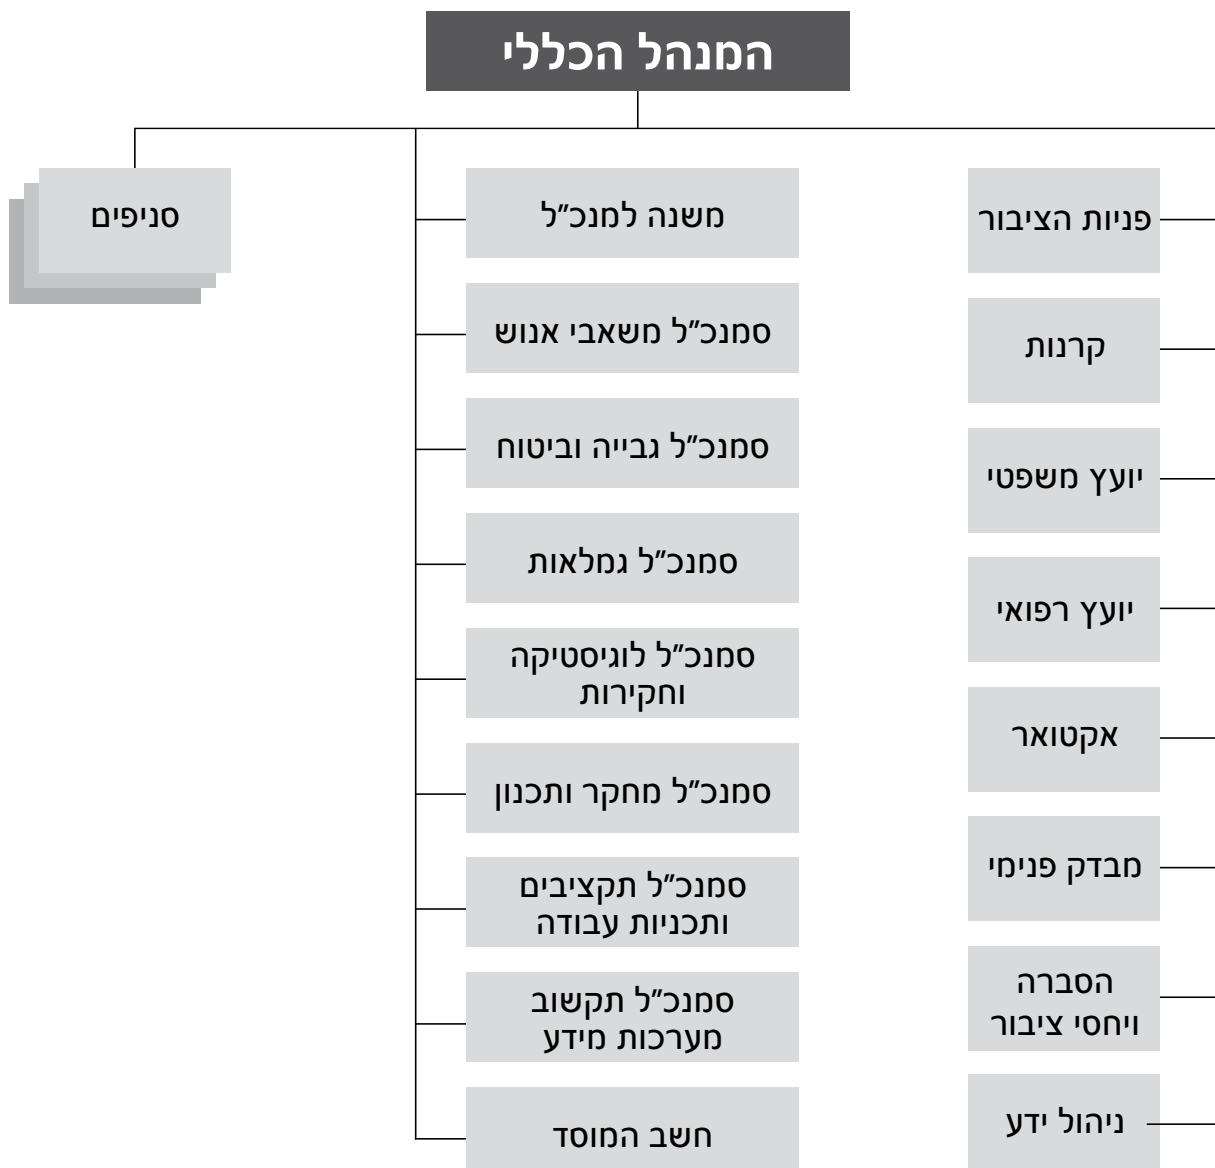 המנהל הכללי
פניות הציבור
קרנות
יועץ משפטי
יועץ רפואי
אקטואר
מבדק פנימי
הסברה
ויחסי ציבור
ניהול ידע
משנה למנכ"ל
סמנכ"ל משאבי אנוש
סמנכ"ל גבייה וביטוח
סמנכ"ל גמלאות
סמנכ"ל לוגיסטיקה
וחקירות
סמנכ"ל מחקר ותכנון
סמנכ"ל תקציבים
ותכניות עבודה
סמנכ"ל תקשוב
מערכות מידע
חשב המוסד
סניפים